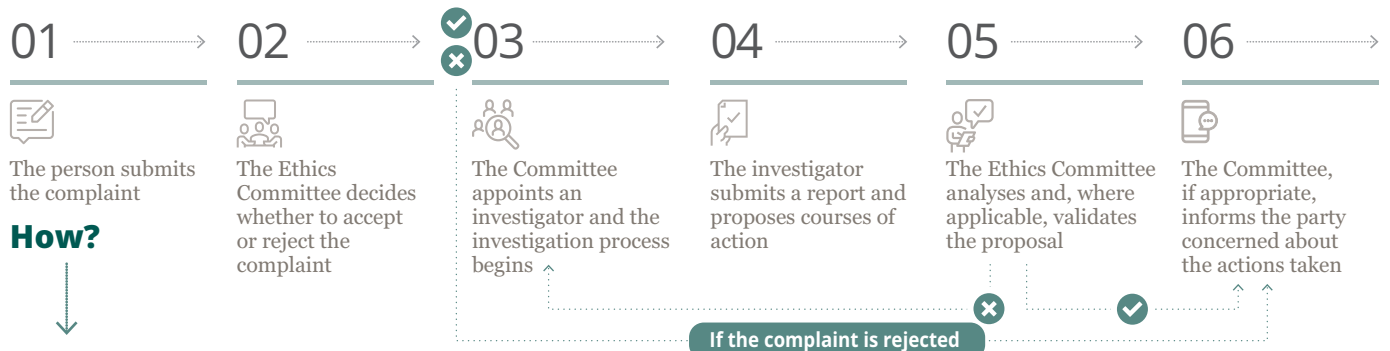 01
The person submits
the complaint
How?
02
The Ethics
Committee decides
whether to accept
or reject the
complaint
03
The Committee
appoints an
investigator and the
investigation process
begins
04
The investigator
submits a report and
proposes courses of
action
05
The Ethics Committee
analyses and, where
applicable, validates
the proposal
06
The Committee,
if appropriate,
informs the party
concerned about
the actions taken
If the complaint is rejected